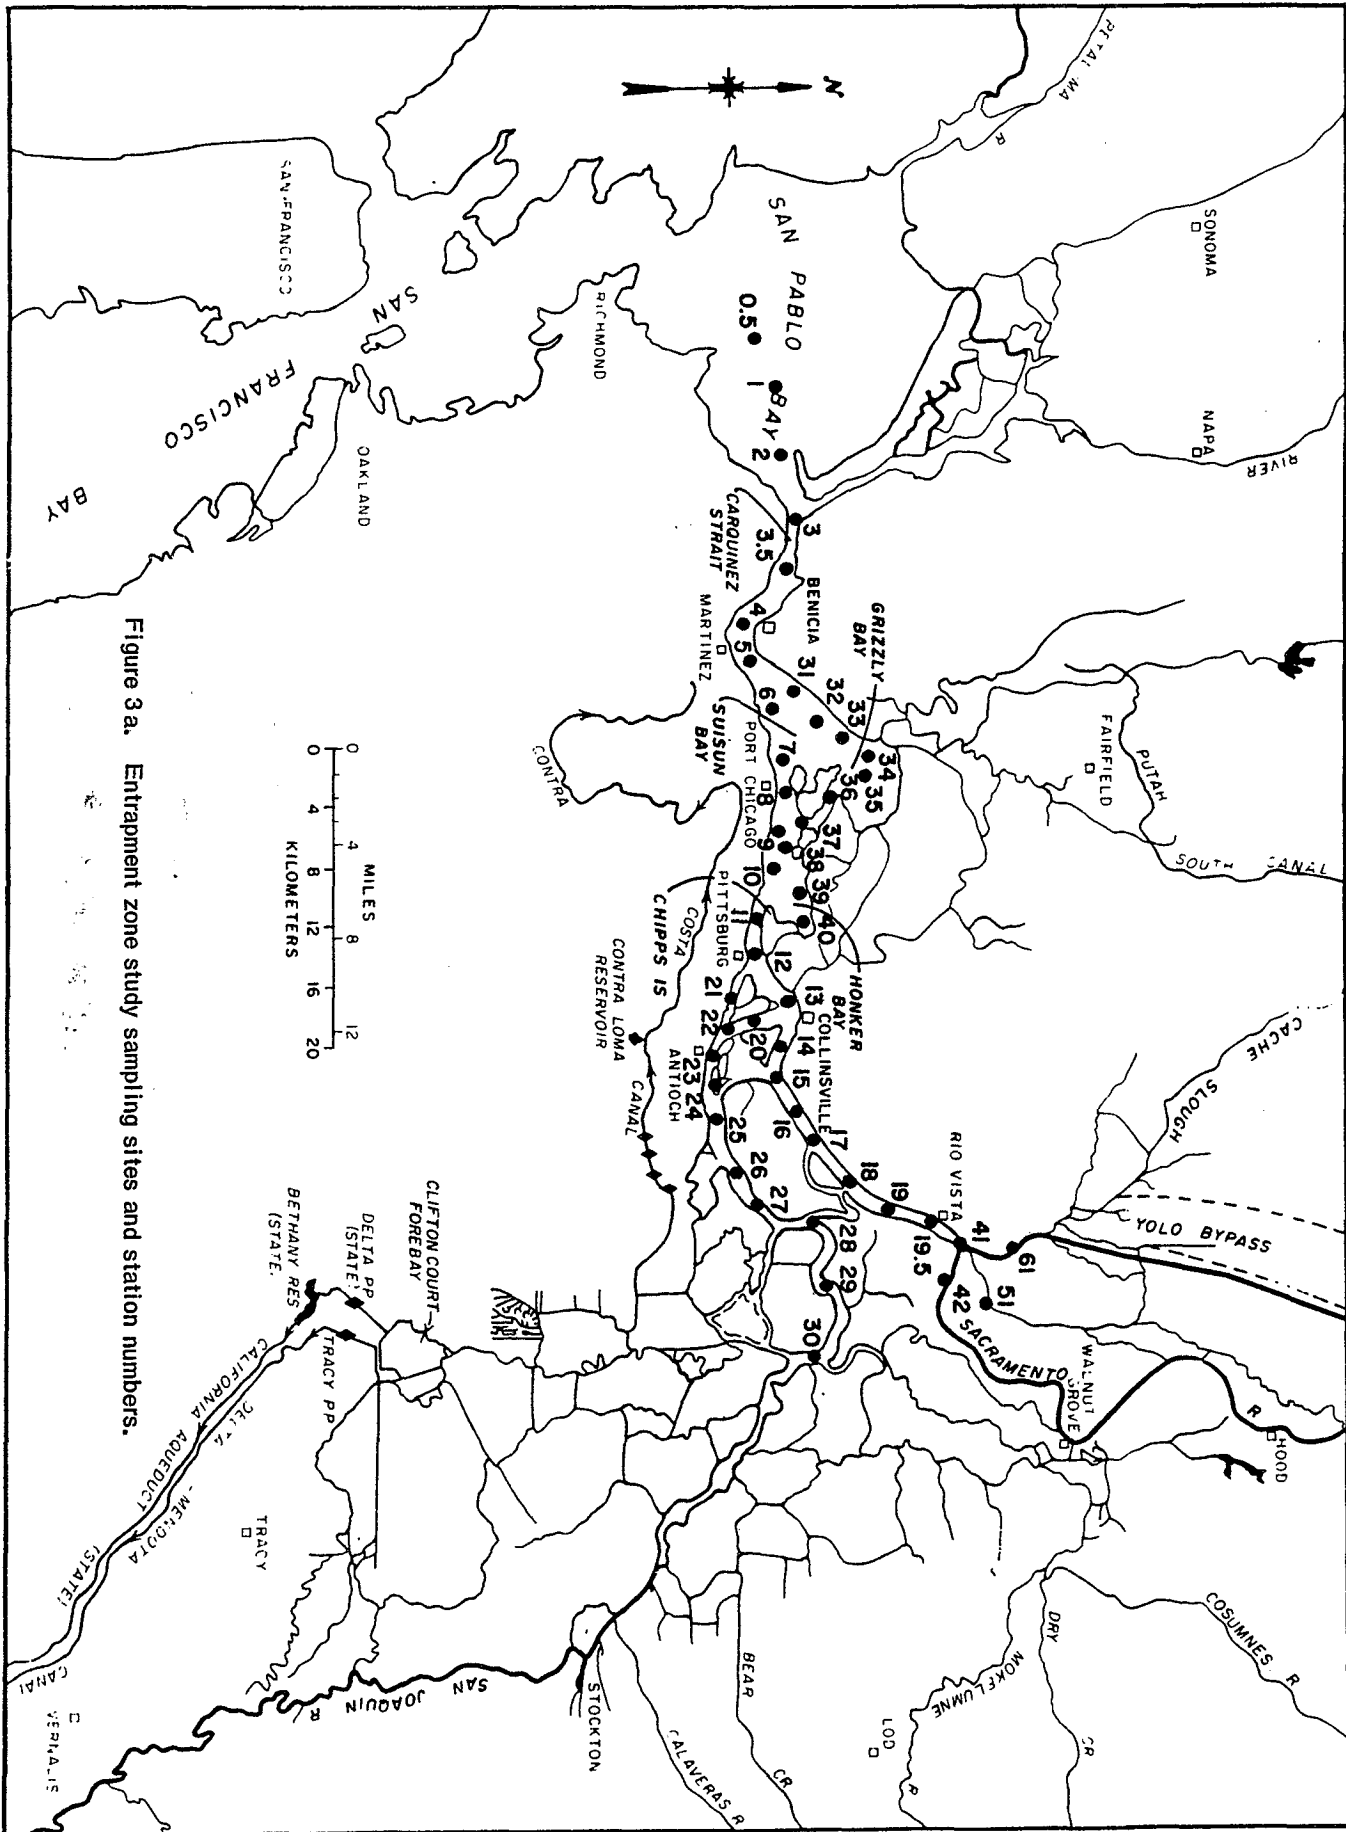 N
PETAL MA
R
SONOMA
NAPA
RIVER
SAN PABLO
BAY
SAN FRANCISCO
SAN
FRANCISCO
BAY
RICHMOND
OAKLAND
0.5
1
2
3
3.5
CARQUINEZ
STRAIT
BENICIA
4
MARTINEZ
5
6
31
32
33
GRIZZLY
BAY
34
35
36
37
38
39
40
7
SUISUN
BAY
PORT CHICAGO
8
9
10
PITTSBURG
11
CHIPPS IS
12
HONKER
BAY
13
COLLINSVILLE
14
15
16
17
18
19
19.5
20
21
22
23
24
ANTIOCH
25
26
27
28
29
30
RIO VISTA
41
42
51
61
FAIRFIELD
PUTAH
SOUTH CANAL
CACHE
SLOUGH
YOLO BYPASS
SACRAMENTO
R
WALNUT
GROVE
HOOD
CONTRA
COSTA
CANAL
CONTRA LOMA
RESERVOIR
CLIFTON COURT
FOREBAY
DELTA PP
(STATE)
BETHANY RES
(STATE.
TRACY PP
CALIFORNIA AQUEDUCT
(STATE)
DELTA
-MENDOTA
CANAL
TRACY
VERNALIS
SAN
JOAQUIN
R
STOCKTON
CALAVERAS R
BEAR
CR
LOD
MOKELUMNE
R
DRY
CR
COSUMNES R
0 4 8 12
MILES
0 4 8 12 16 20
KILOMETERS
Figure 3a. Entrapment zone study sampling sites and station numbers.